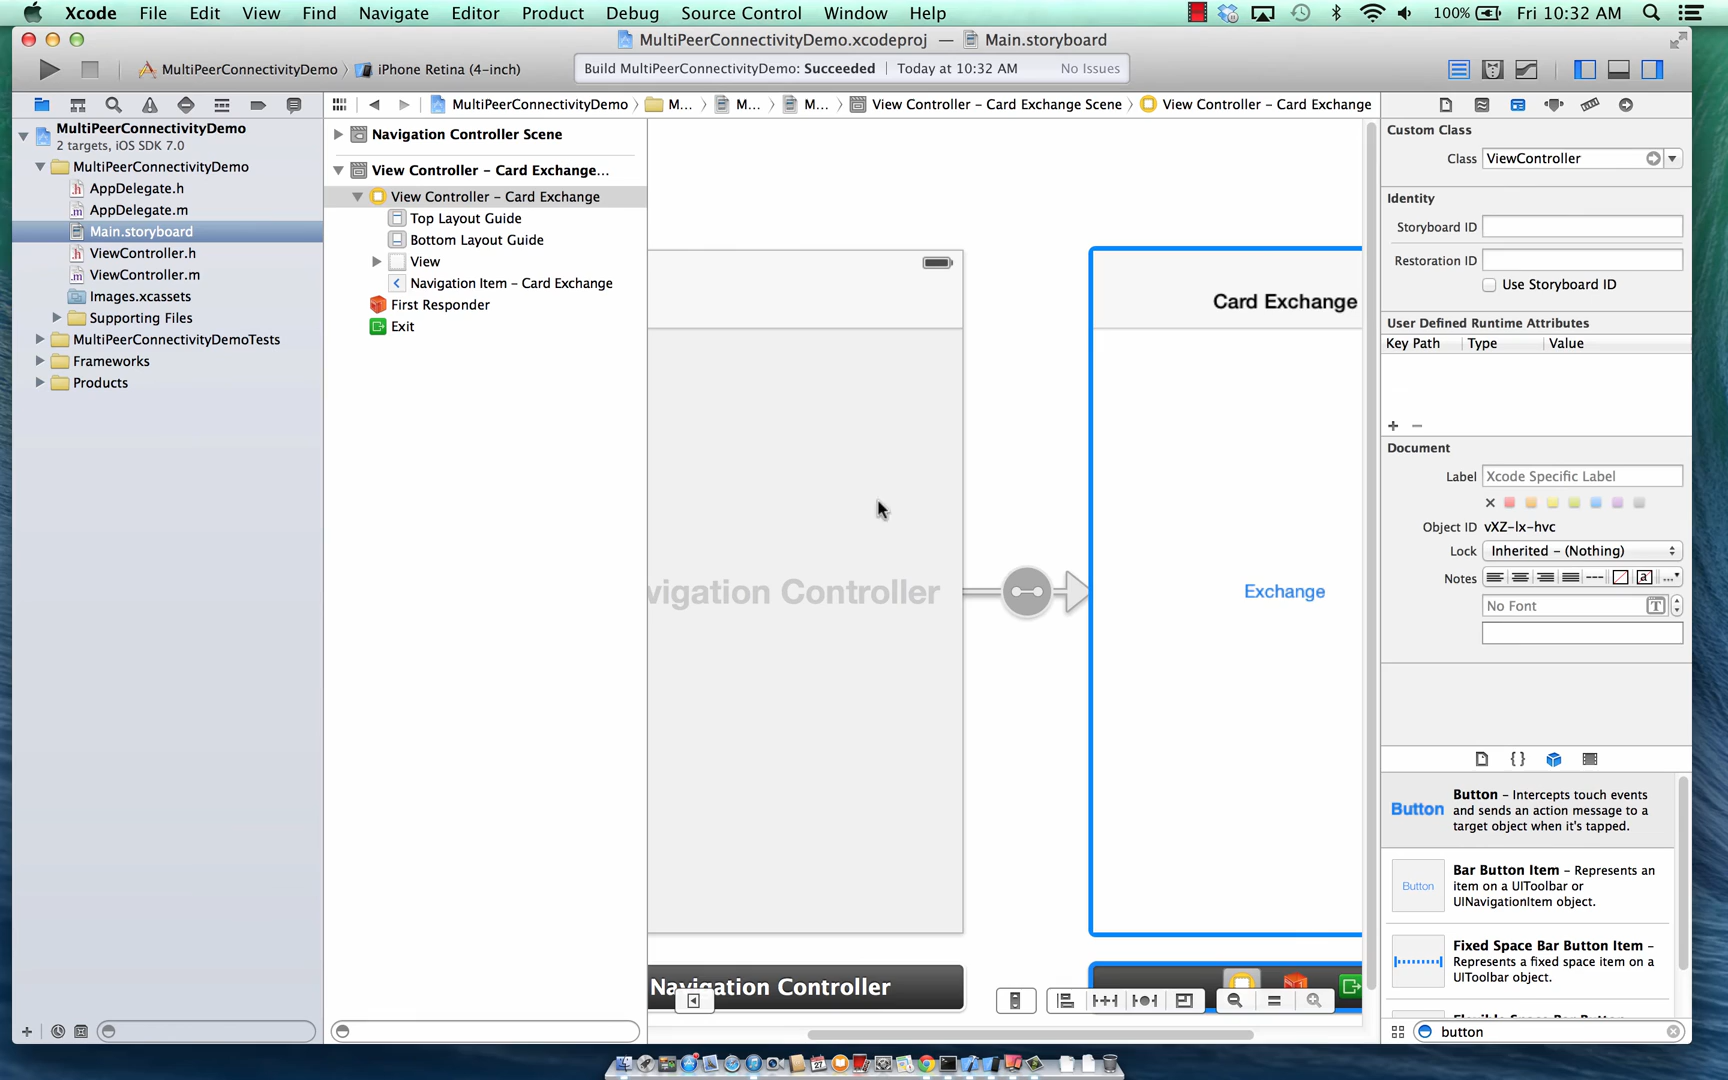 Xcode File Edit View Find Navigate Editor Product Debug Source Control Window Help 100% Fri 10:32 AM
MultiPeerConnectivityDemo.xcodeproj — Main.storyboard
MultiPeerConnectivityDemo iPhone Retina (4-inch) Build MultiPeerConnectivityDemo: Succeeded Today at 10:32 AM No Issues
MultiPeerConnectivityDemo M... M... M... View Controller – Card Exchange Scene View Controller – Card Exchange
MultiPeerConnectivityDemo
2 targets, iOS SDK 7.0
MultiPeerConnectivityDemo
AppDelegate.h
AppDelegate.m
Main.storyboard
ViewController.h
ViewController.m
Images.xcassets
Supporting Files
MultiPeerConnectivityDemoTests
Frameworks
Products
Navigation Controller Scene
View Controller – Card Exchange...
View Controller – Card Exchange
Top Layout Guide
Bottom Layout Guide
View
Navigation Item – Card Exchange
First Responder
Exit
vigation Controller
Navigation Controller
Card Exchange
Exchange
Custom Class
Class ViewController
Identity
Storyboard ID
Restoration ID
Use Storyboard ID
User Defined Runtime Attributes
Key Path Type Value
Document
Label Xcode Specific Label
Object ID vXZ-lx-hvc
Lock Inherited – (Nothing)
Notes
No Font
Button Button – Intercepts touch events
and sends an action message to a
target object when it's tapped.
Button Bar Button Item – Represents an
item on a UIToolbar or
UINavigationItem object.
Fixed Space Bar Button Item –
Represents a fixed space item on a
UIToolbar object.
button